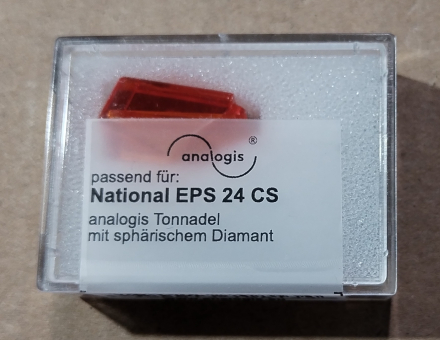 analogis®
passend für:
National EPS 24 CS
analogis Tonnadel
mit sphärischem Diamant